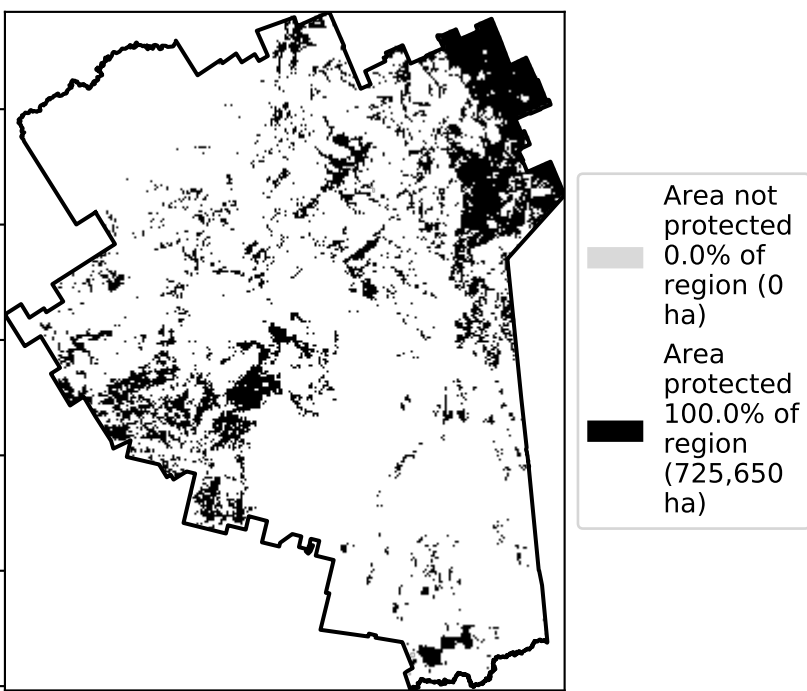 Area not
protected
0.0% of
region (0
ha)
Area
protected
100.0% of
region
(725,650
ha)